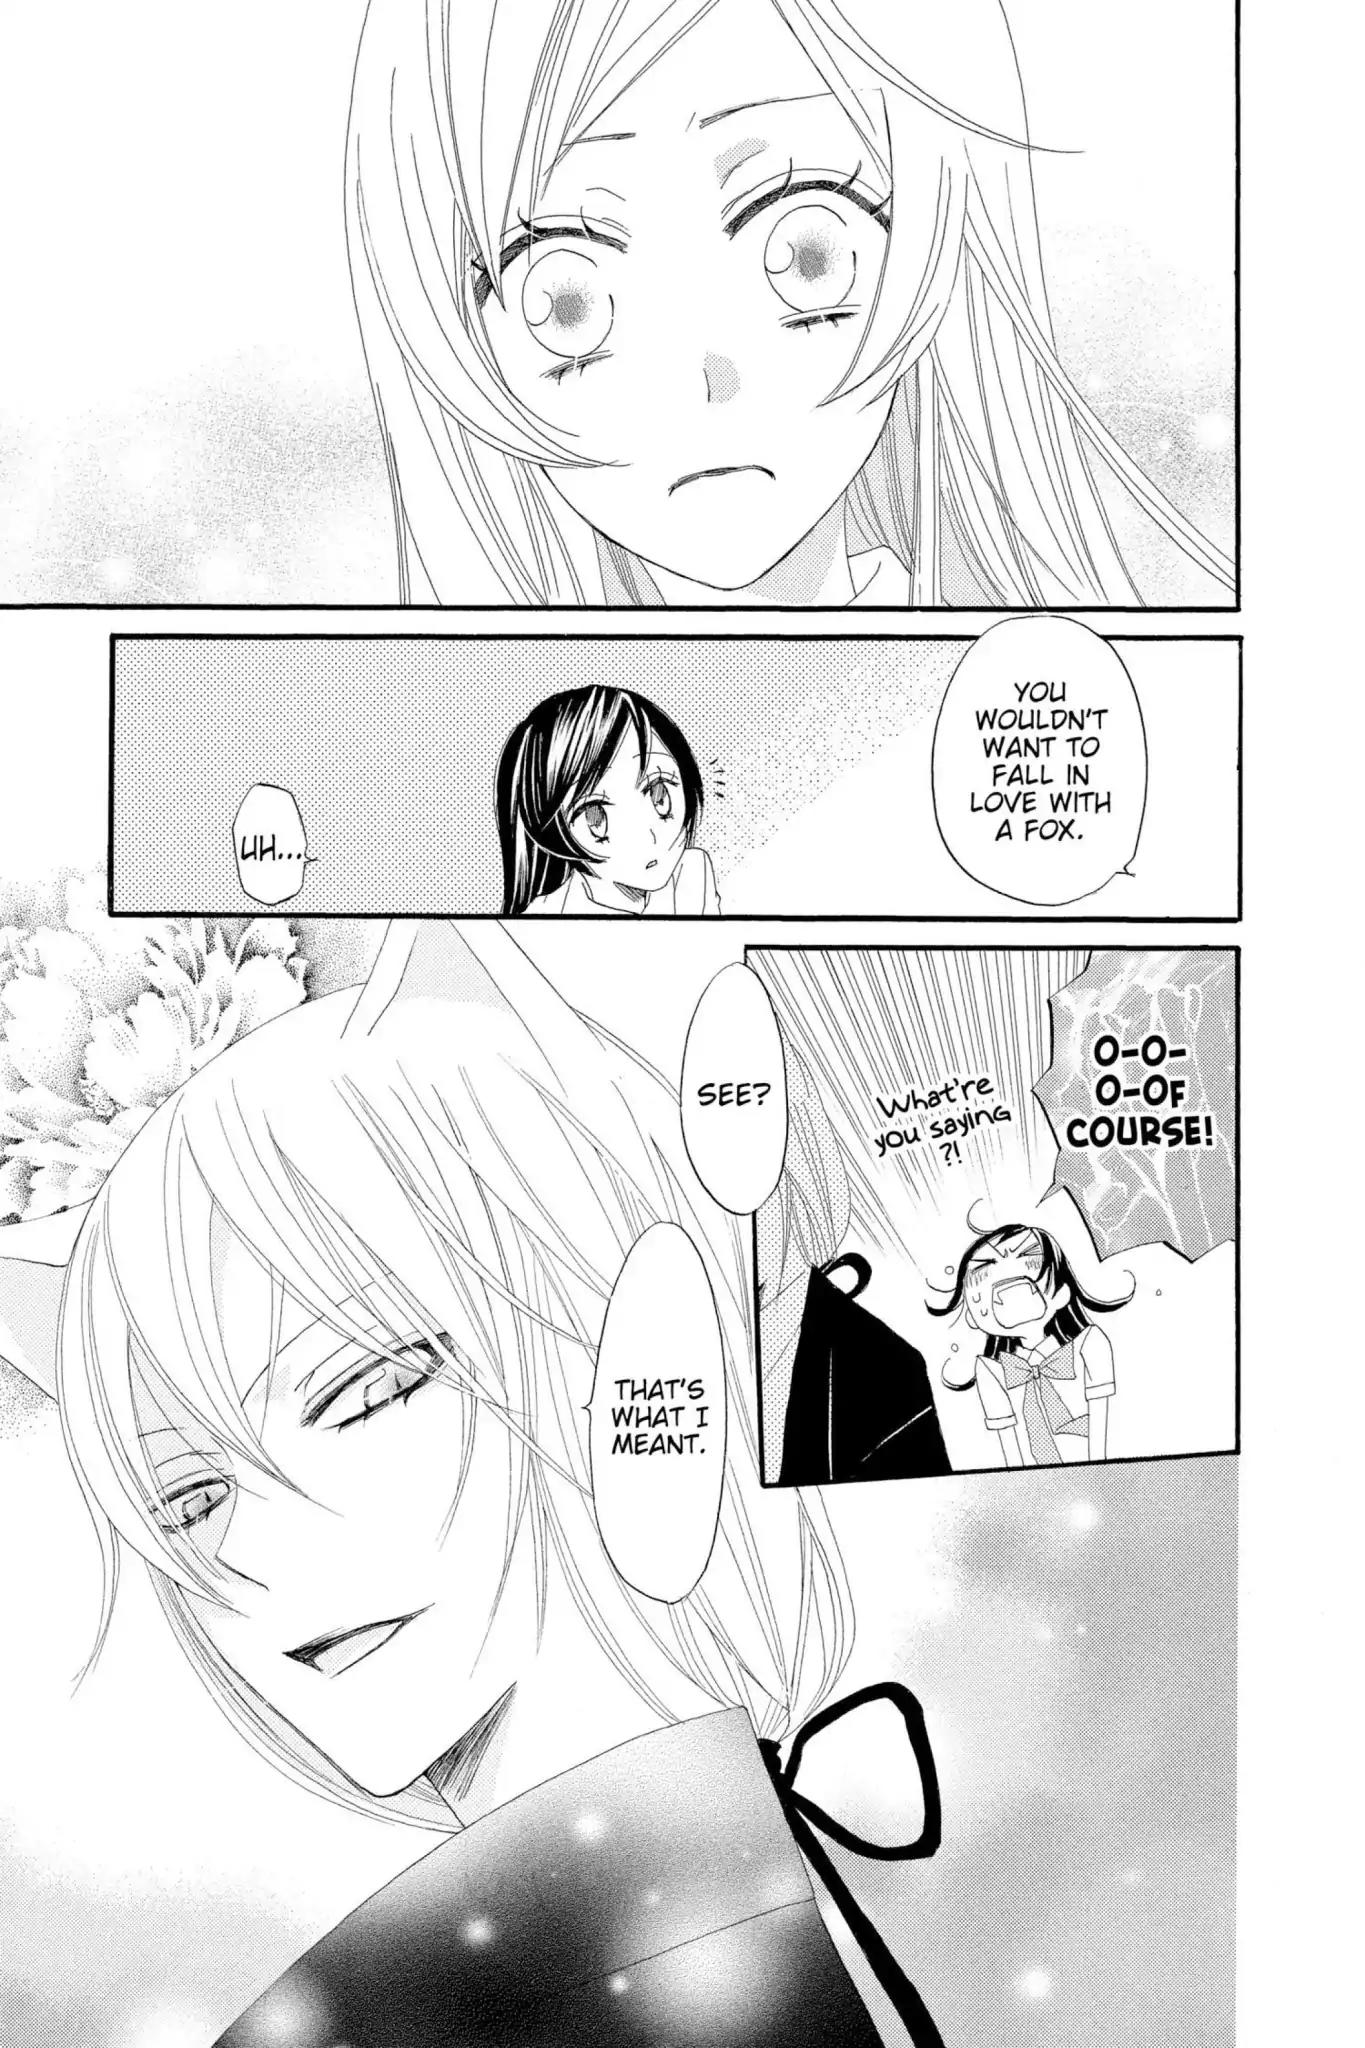 YOU
WOULDN'T
WANT TO
FALL IN
LOVE WITH
A FOX.
UH...
O-O-
O-OF
COURSE!
What're
you saying
?!
SEE?
THAT'S
WHAT I
MEANT.